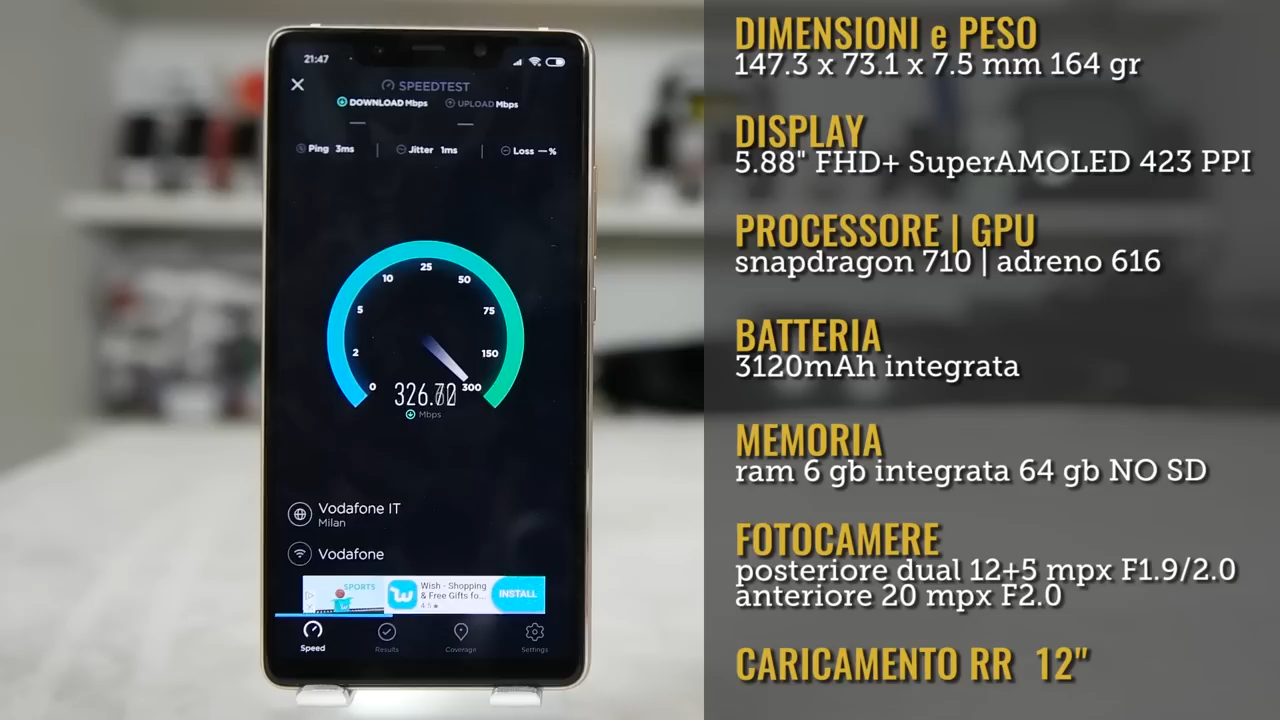 21:47
SPEEDTEST
DOWNLOAD Mbps
UPLOAD Mbps
Ping 3ms
Jitter 1ms
Loss — %
0
2
5
10
25
50
75
150
300
Mbps
Vodafone IT
Milan
Vodafone
SPORTS
Wish - Shopping
& Free Gifts fo...
4.5
INSTALL
Speed
Results
Coverage
Settings
DIMENSIONI e PESO
147.3 x 73.1 x 7.5 mm 164 gr
DISPLAY
5.88" FHD+ SuperAMOLED 423 PPI
PROCESSORE | GPU
snapdragon 710 | adreno 616
BATTERIA
3120mAh integrata
MEMORIA
ram 6 gb integrata 64 gb NO SD
FOTOCAMERE
posteriore dual 12+5 mpx F1.9/2.0
anteriore 20 mpx F2.0
CARICAMENTO RR 12"